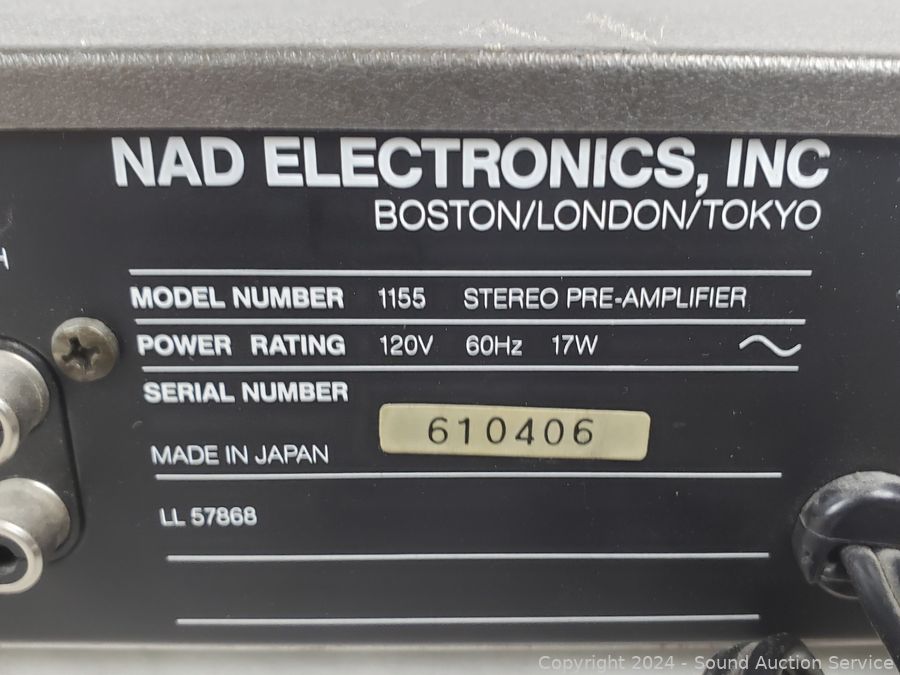 NAD ELECTRONICS, INC
BOSTON/LONDON/TOKYO
MODEL NUMBER 1155 STEREO PRE-AMPLIFIER
POWER RATING 120V 60Hz 17W
SERIAL NUMBER
610406
MADE IN JAPAN
LL 57868
Copyright 2024 - Sound Auction Service